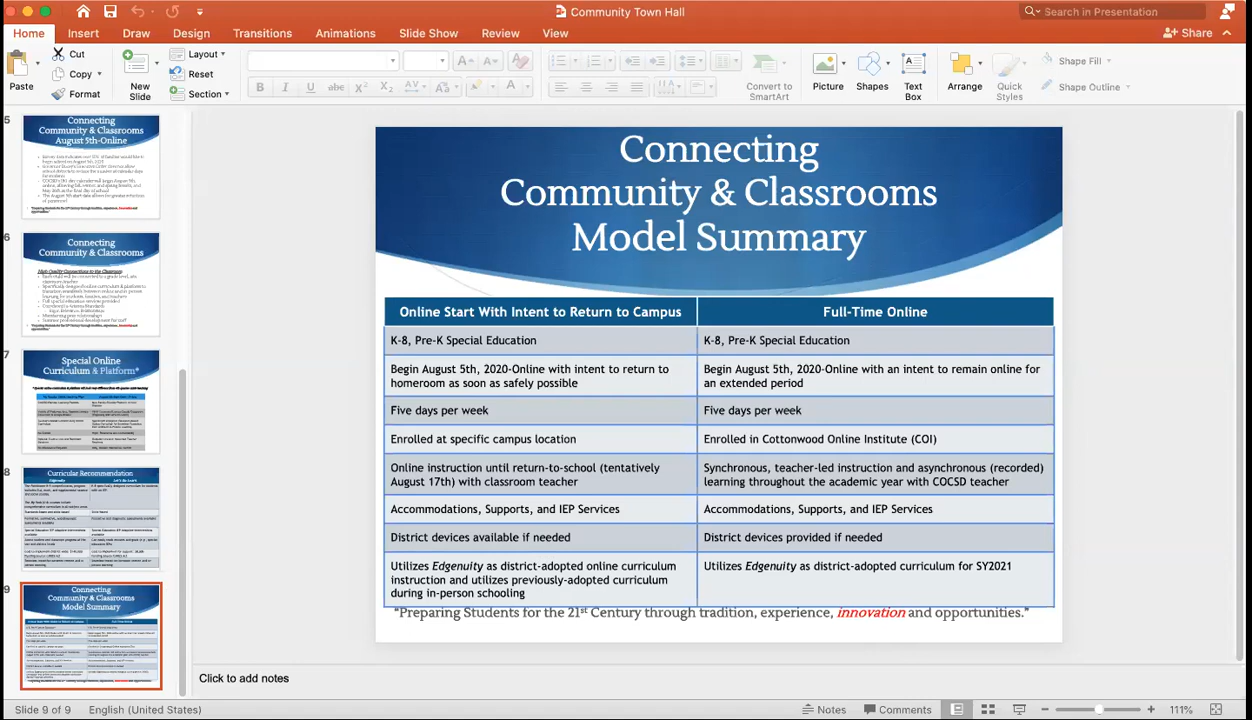 Community Town Hall
Search in Presentation
Home Insert Draw Design Transitions Animations Slide Show Review View
Share
Paste
Cut
Copy
Format
New
Slide
Layout
Reset
Section
Convert to
SmartArt
Picture
Shapes
Text
Box
Arrange
Quick
Styles
Shape Fill
Shape Outline
5
Connecting
Community & Classrooms
August 5th-Online
6
Connecting
Community & Classrooms
7
Special Online
Curriculum & Platform*
8
Curricular Recommendation
9
Connecting
Community & Classrooms
Model Summary
Connecting
Community & Classrooms
Model Summary
Online Start With Intent to Return to Campus
Full-Time Online
K-8, Pre-K Special Education
K-8, Pre-K Special Education
Begin August 5th, 2020-Online with intent to return to
homeroom as soon as safely possible
Begin August 5th, 2020-Online with an intent to remain online for
an extended period
Five days per week
Five days per week
Enrolled at specific campus location
Enrolled in Cottonwood Online Institute (COI)
Online instruction until return-to-school (tentatively
August 17th) with classroom teacher
Synchronous, teacher-led instruction and asynchronous (recorded)
learning throughout the academic year with COCSD teacher
Accommodations, Supports, and IEP Services
Accommodations, Supports, and IEP Services
District devices available if needed
District devices provided if needed
Utilizes Edgenuity as district-adopted online curriculum
instruction and utilizes previously-adopted curriculum
during in-person schooling
Utilizes Edgenuity as district-adopted curriculum for SY2021
"Preparing Students for the 21st Century through tradition, experience, innovation and opportunities."
Click to add notes
Slide 9 of 9
English (United States)
Notes
Comments
111%